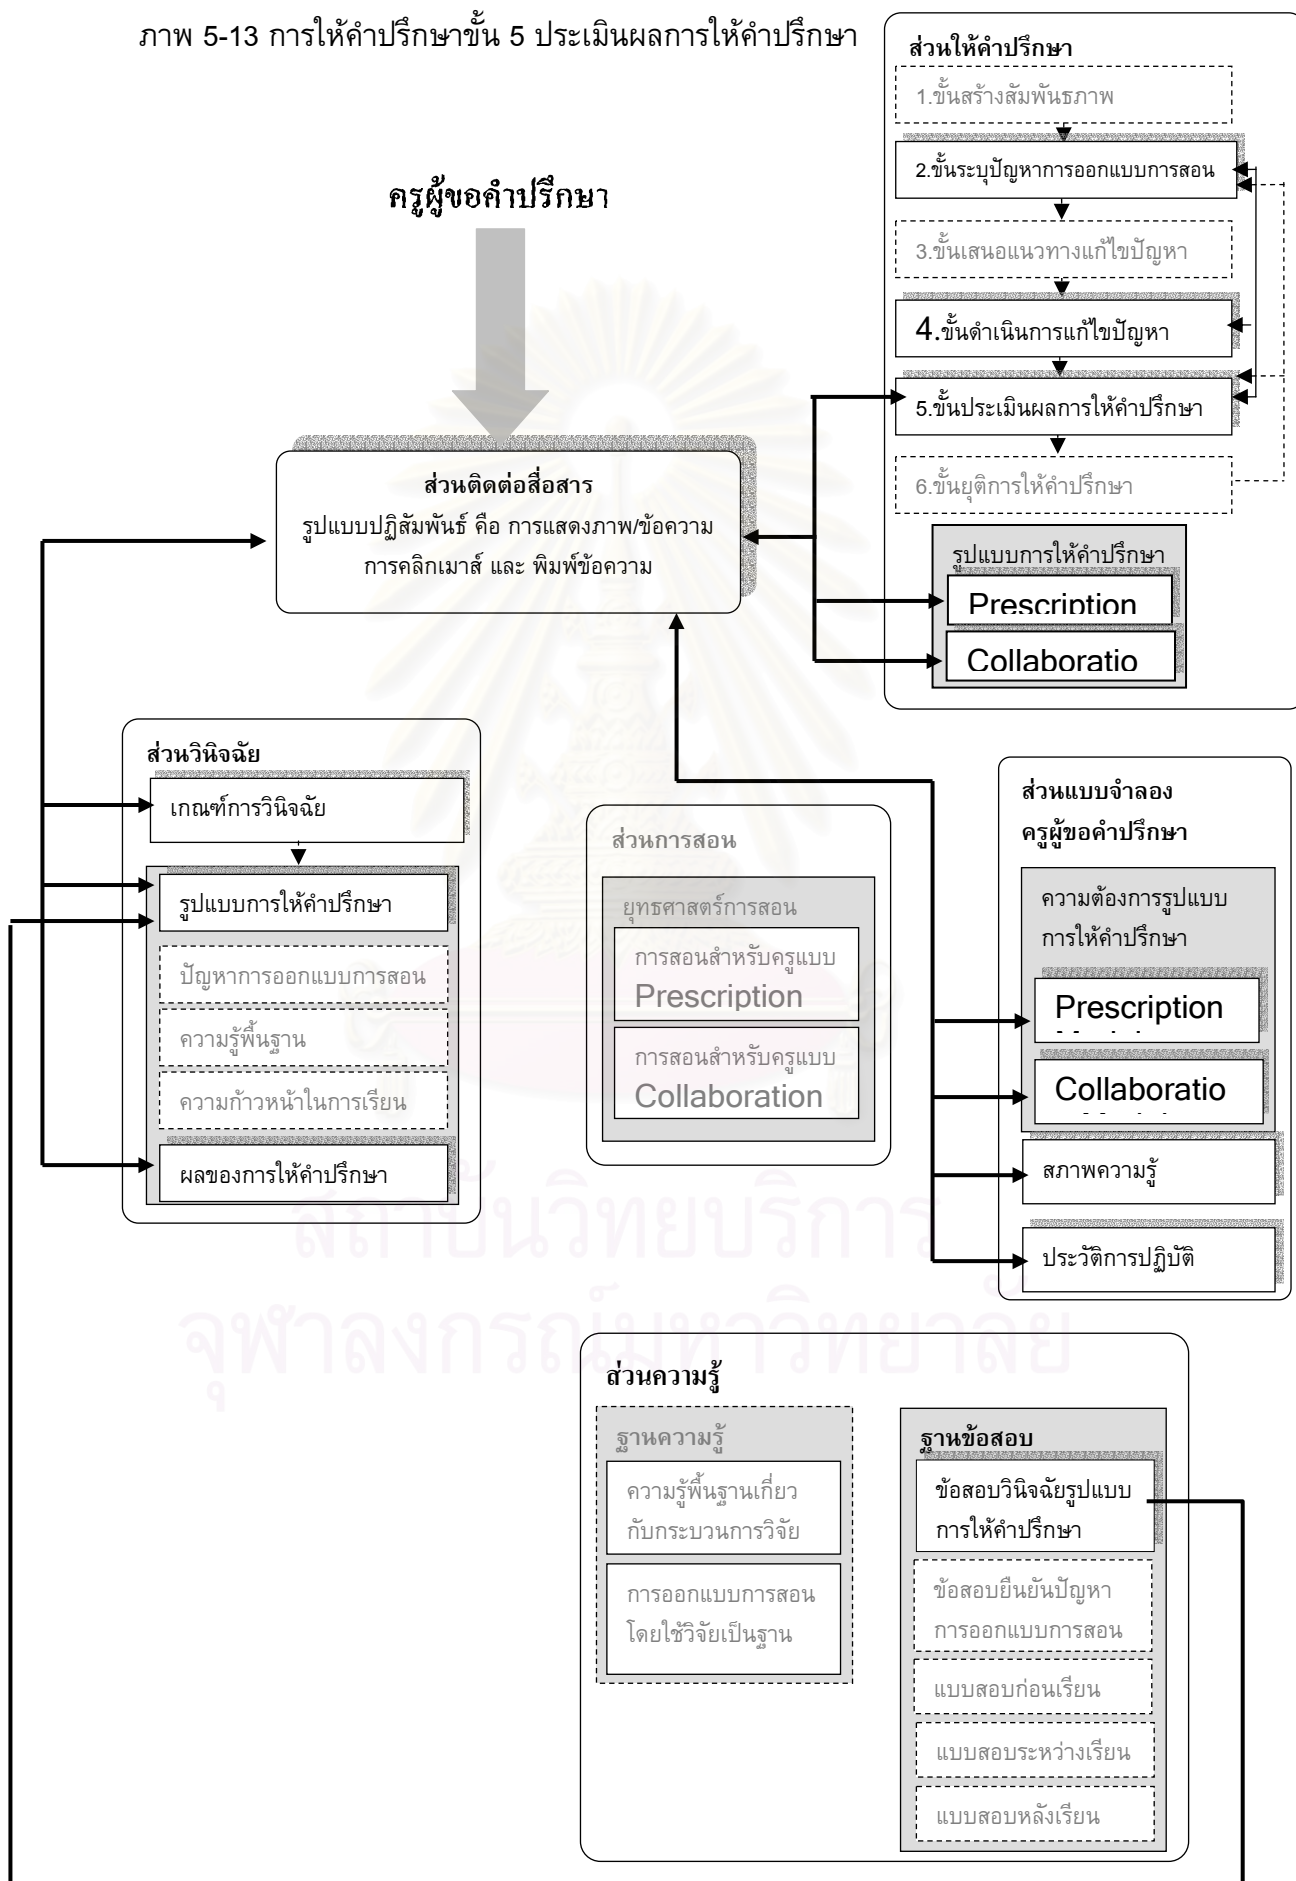 ภาพ 5-13 การให้คำปรึกษาขั้น 5 ประเมินผลการให้คำปรึกษา
ส่วนให้คำปรึกษา
1.ขั้นสร้างสัมพันธภาพ
2.ขั้นระบุปัญหาการออกแบบการสอน
3.ขั้นเสนอแนวทางแก้ไขปัญหา
4.ขั้นดำเนินการแก้ไขปัญหา
5.ขั้นประเมินผลการให้คำปรึกษา
6.ขั้นยุติการให้คำปรึกษา
รูปแบบการให้คำปรึกษา
Prescription
Collaboratio
ครูผู้ขอคำปรึกษา
ส่วนติดต่อสื่อสาร
รูปแบบปฏิสัมพันธ์ คือ การแสดงภาพ/ข้อความ
การคลิกเมาส์ และ พิมพ์ข้อความ
ส่วนวินิจฉัย
เกณฑ์การวินิจฉัย
รูปแบบการให้คำปรึกษา
ปัญหาการออกแบบการสอน
ความรู้พื้นฐาน
ความก้าวหน้าในการเรียน
ผลของการให้คำปรึกษา
ส่วนการสอน
ยุทธศาสตร์การสอน
การสอนสำหรับครูแบบ
Prescription
การสอนสำหรับครูแบบ
Collaboration
ส่วนแบบจำลอง
ครูผู้ขอคำปรึกษา
ความต้องการรูปแบบ
การให้คำปรึกษา
Prescription
Collaboratio
สภาพความรู้
ประวัติการปฏิบัติ
สถาบันวิทยบริการ
จุฬาลงกรณ์มหาวิทยาลัย
ส่วนความรู้
ฐานความรู้
ความรู้พื้นฐานเกี่ยว
กับกระบวนการวิจัย
การออกแบบการสอน
โดยใช้วิจัยเป็นฐาน
ฐานข้อสอบ
ข้อสอบวินิจฉัยรูปแบบ
การให้คำปรึกษา
ข้อสอบยืนยันปัญหา
การออกแบบการสอน
แบบสอบก่อนเรียน
แบบสอบระหว่างเรียน
แบบสอบหลังเรียน